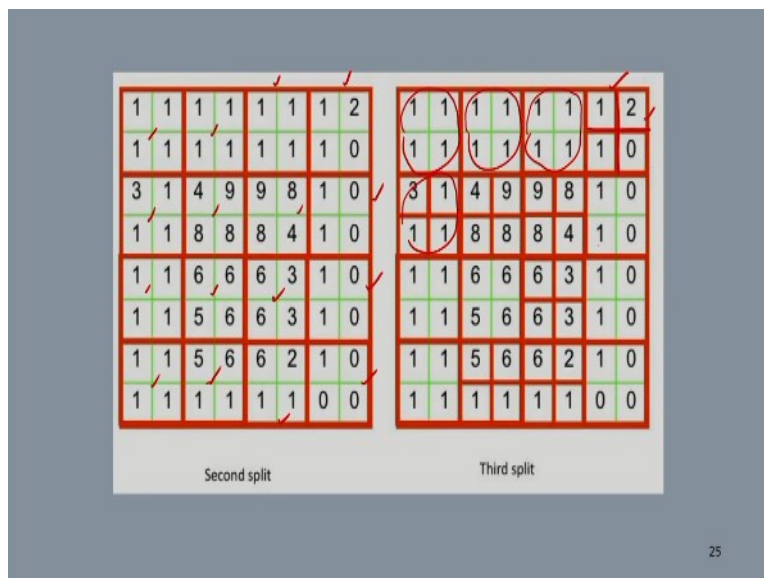 1 1 1 1 1 1 1 2
1 1 1 1 1 1 1 0
3 1 4 9 9 8 1 0
1 1 8 8 8 4 1 0
1 1 6 6 6 3 1 0
1 1 5 6 6 3 1 0
1 1 5 6 6 2 1 0
1 1 1 1 1 1 0 0
Second split
1 1 1 1 1 1 1 2
1 1 1 1 1 1 1 0
3 1 4 9 9 8 1 0
1 1 8 8 8 4 1 0
1 1 6 6 6 3 1 0
1 1 5 6 6 3 1 0
1 1 5 6 6 2 1 0
1 1 1 1 1 1 0 0
Third split
25